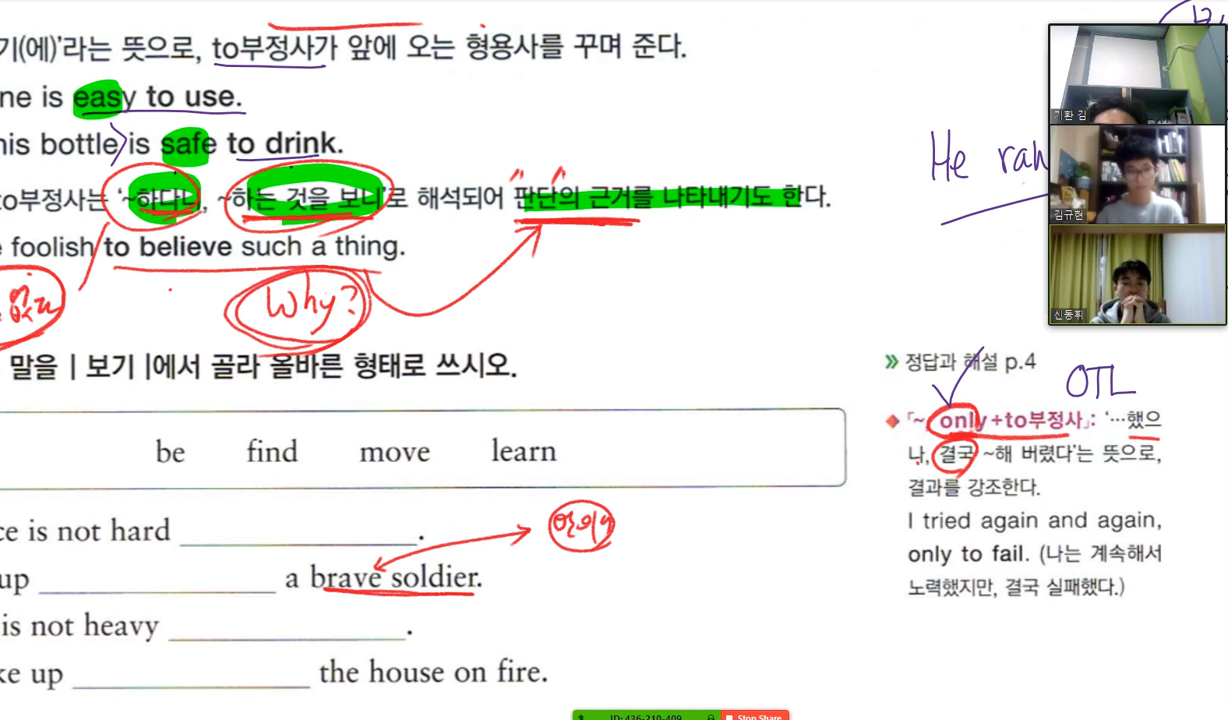 기(에)’라는 뜻으로, to부정사가 앞에 오는 형용사를 꾸며 준다.
ne is easy to use.
his bottle is safe to drink.
to부정사는 ‘~하다니, ~하는 것을 보니’로 해석되어 판단의 근거를 나타내기도 한다.
e foolish to believe such a thing.
Why?
말을 | 보기 |에서 골라 올바른 형태로 쓰시오.
be find move learn
ce is not hard ____________.
up ____________ a brave soldier.
is not heavy ____________.
ke up ____________ the house on fire.
He ran
기환 김
김규현
신동휘
» 정답과 해설 p.4
OTL
「~ only+to부정사」: ‘…했으
나, 결국 ~해 버렸다’는 뜻으로,
결과를 강조한다.
I tried again and again,
only to fail. (나는 계속해서
노력했지만, 결국 실패했다.)
ID: 436-210-409
Stop Share